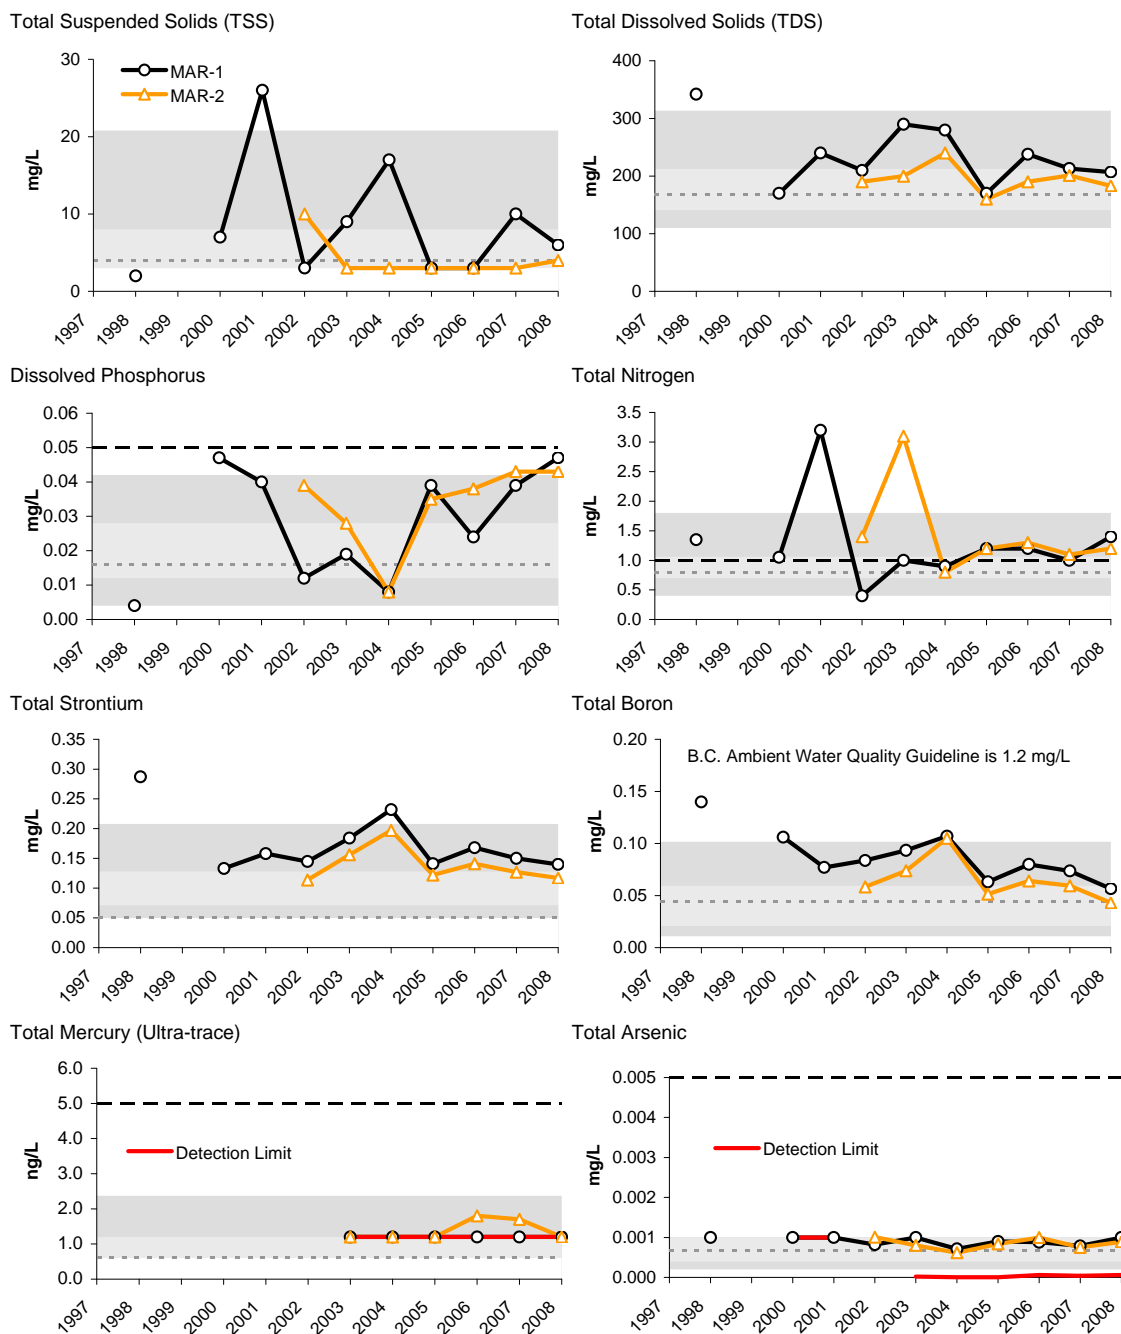 Total Suspended Solids (TSS)
30
20
10
0
mg/L
MAR-1
MAR-2
1997 1998 1999 2000 2001 2002 2003 2004 2005 2006 2007 2008
Total Dissolved Solids (TDS)
400
300
200
100
0
mg/L
1997 1998 1999 2000 2001 2002 2003 2004 2005 2006 2007 2008
Dissolved Phosphorus
0.06
0.05
0.04
0.03
0.02
0.01
0.00
mg/L
1997 1998 1999 2000 2001 2002 2003 2004 2005 2006 2007 2008
Total Nitrogen
3.5
3.0
2.5
2.0
1.5
1.0
0.5
0.0
mg/L
1997 1998 1999 2000 2001 2002 2003 2004 2005 2006 2007 2008
Total Strontium
0.35
0.30
0.25
0.20
0.15
0.10
0.05
0.00
mg/L
1997 1998 1999 2000 2001 2002 2003 2004 2005 2006 2007 2008
Total Boron
0.20
0.15
0.10
0.05
0.00
mg/L
B.C. Ambient Water Quality Guideline is 1.2 mg/L
1997 1998 1999 2000 2001 2002 2003 2004 2005 2006 2007 2008
Total Mercury (Ultra-trace)
6.0
5.0
4.0
3.0
2.0
1.0
0.0
ng/L
Detection Limit
1997 1998 1999 2000 2001 2002 2003 2004 2005 2006 2007 2008
Total Arsenic
0.005
0.004
0.003
0.002
0.001
0.000
mg/L
Detection Limit
1997 1998 1999 2000 2001 2002 2003 2004 2005 2006 2007 2008